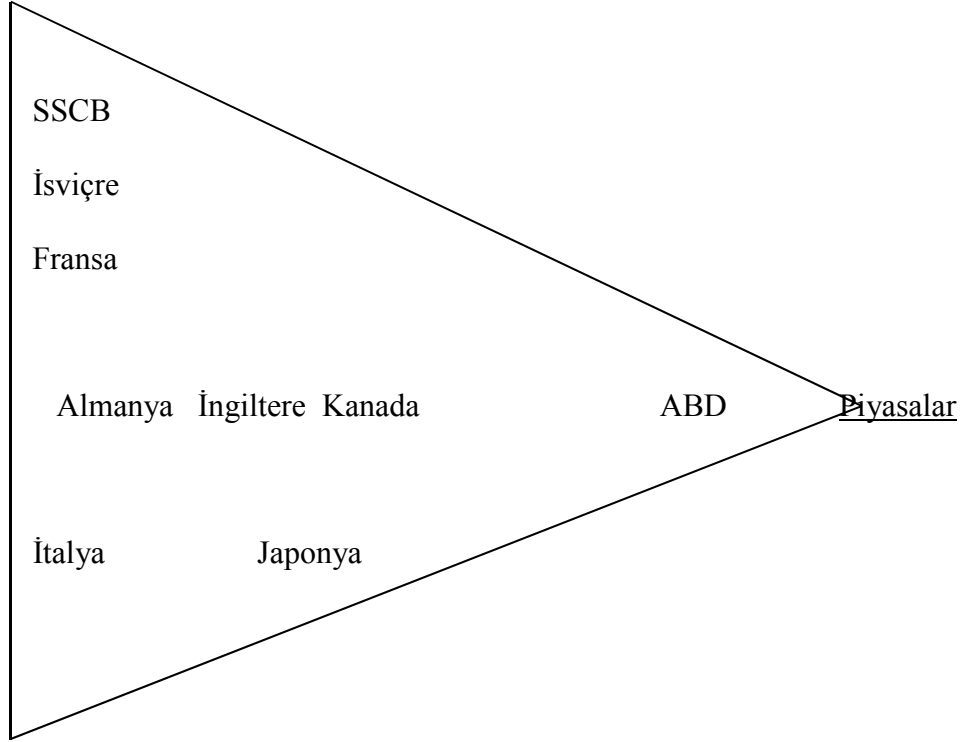 SSCB
İsviçre
Fransa
Almanya İngiltere Kanada ABD Piyasalar
İtalya Japonya